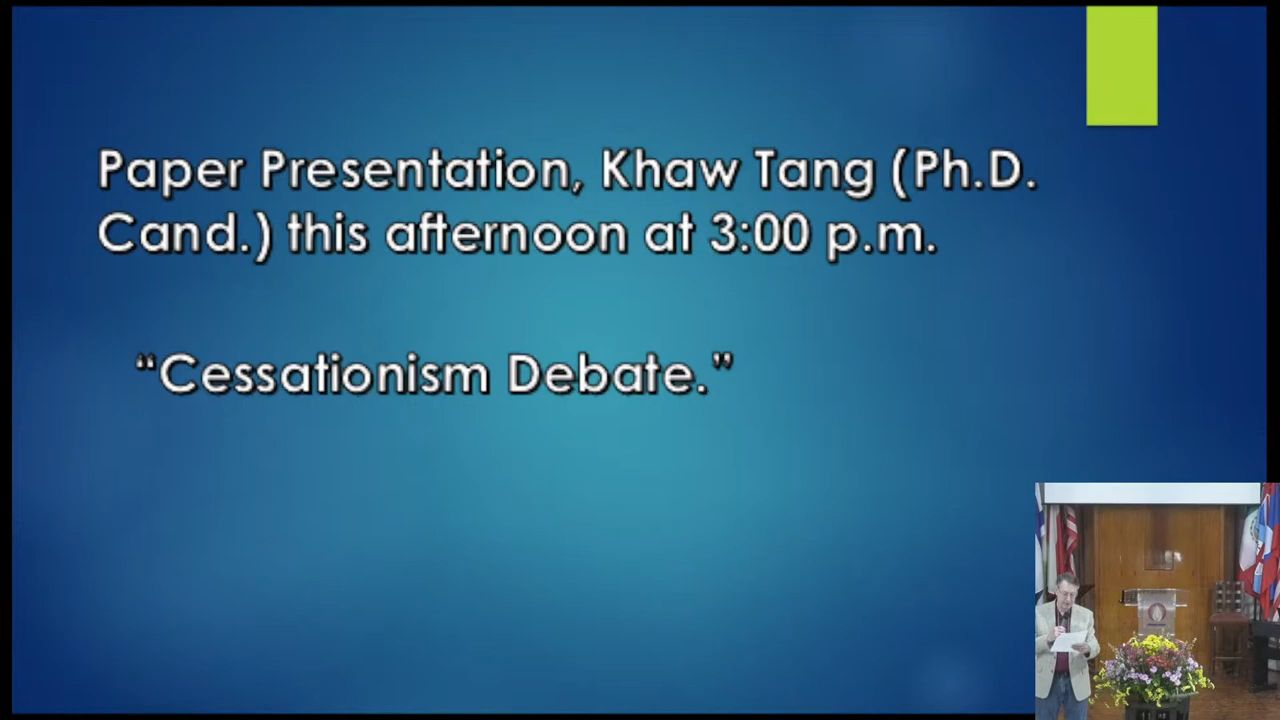 Paper Presentation, Khaw Tang (Ph.D.
Cand.) this afternoon at 3:00 p.m.
“Cessationism Debate.”